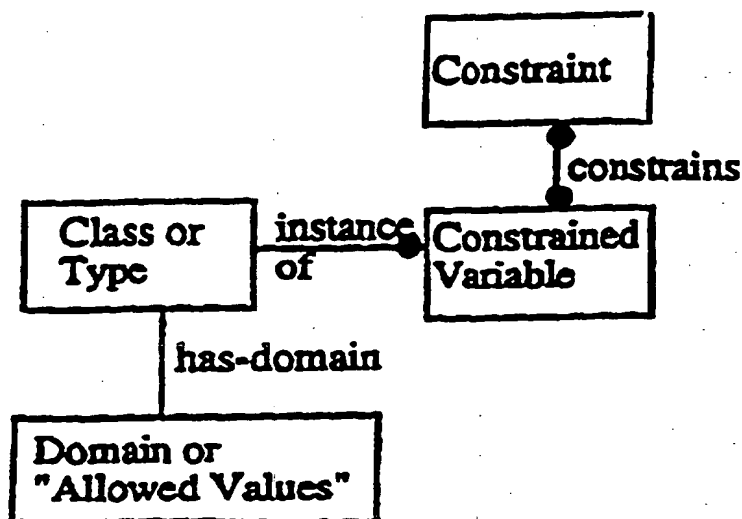 Constraint
constrains
Class or
Type
instance
of
Constrained
Variable
has-domain
Domain or
"Allowed Values"